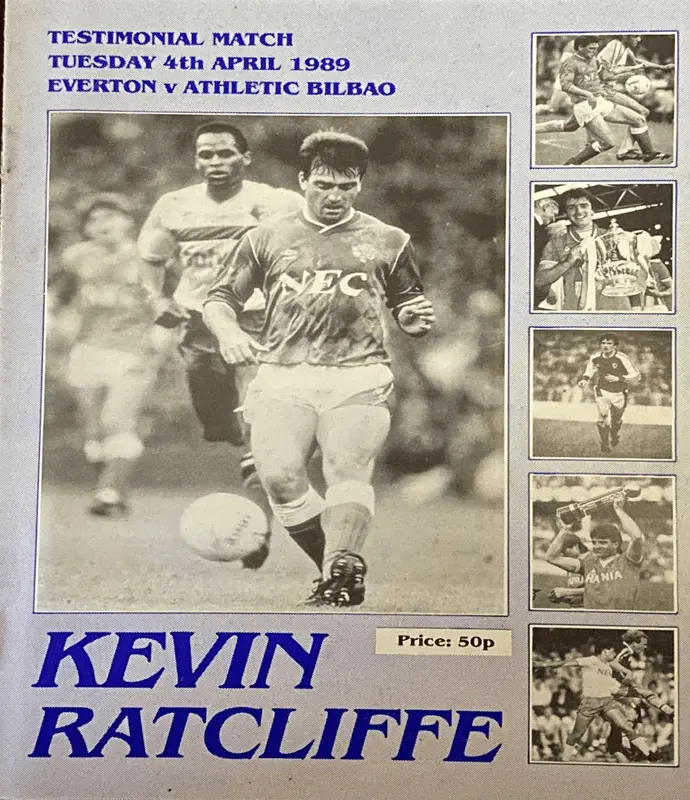 TESTIMONIAL MATCH
TUESDAY 4th APRIL 1989
EVERTON v ATHLETIC BILBAO
NEC
Price: 50p
KEVIN
RATCLIFFE